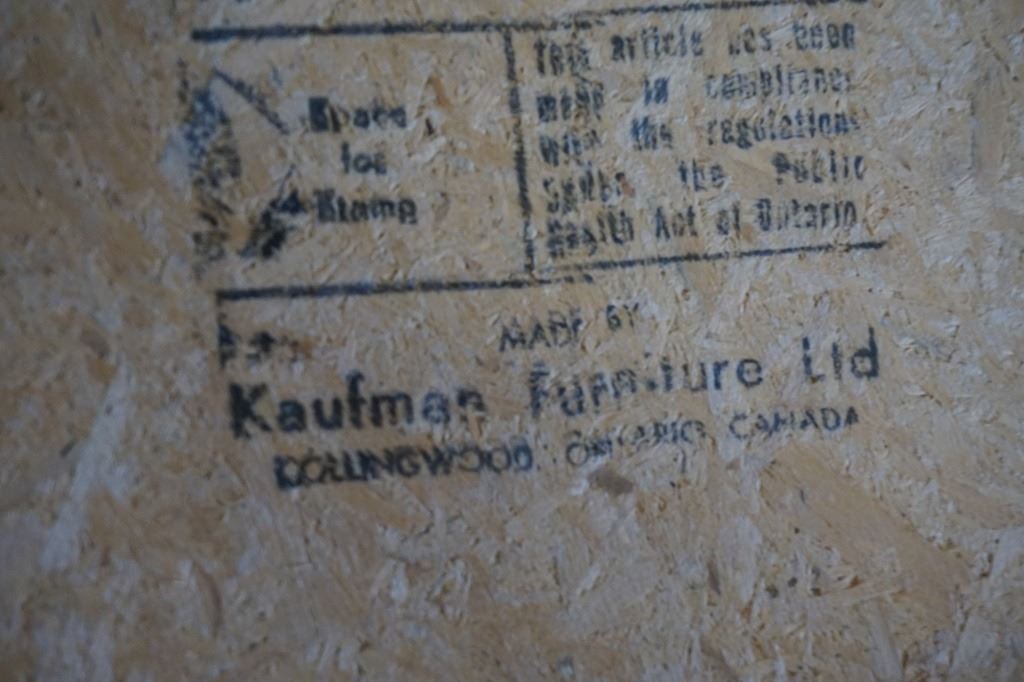 Space
for
Stamp
This article has been
made in compliance
with the regulations
under the Public
Health Act of Ontario.
MADE BY
Kaufman Furniture Ltd
COLLINGWOOD, ONTARIO, CANADA